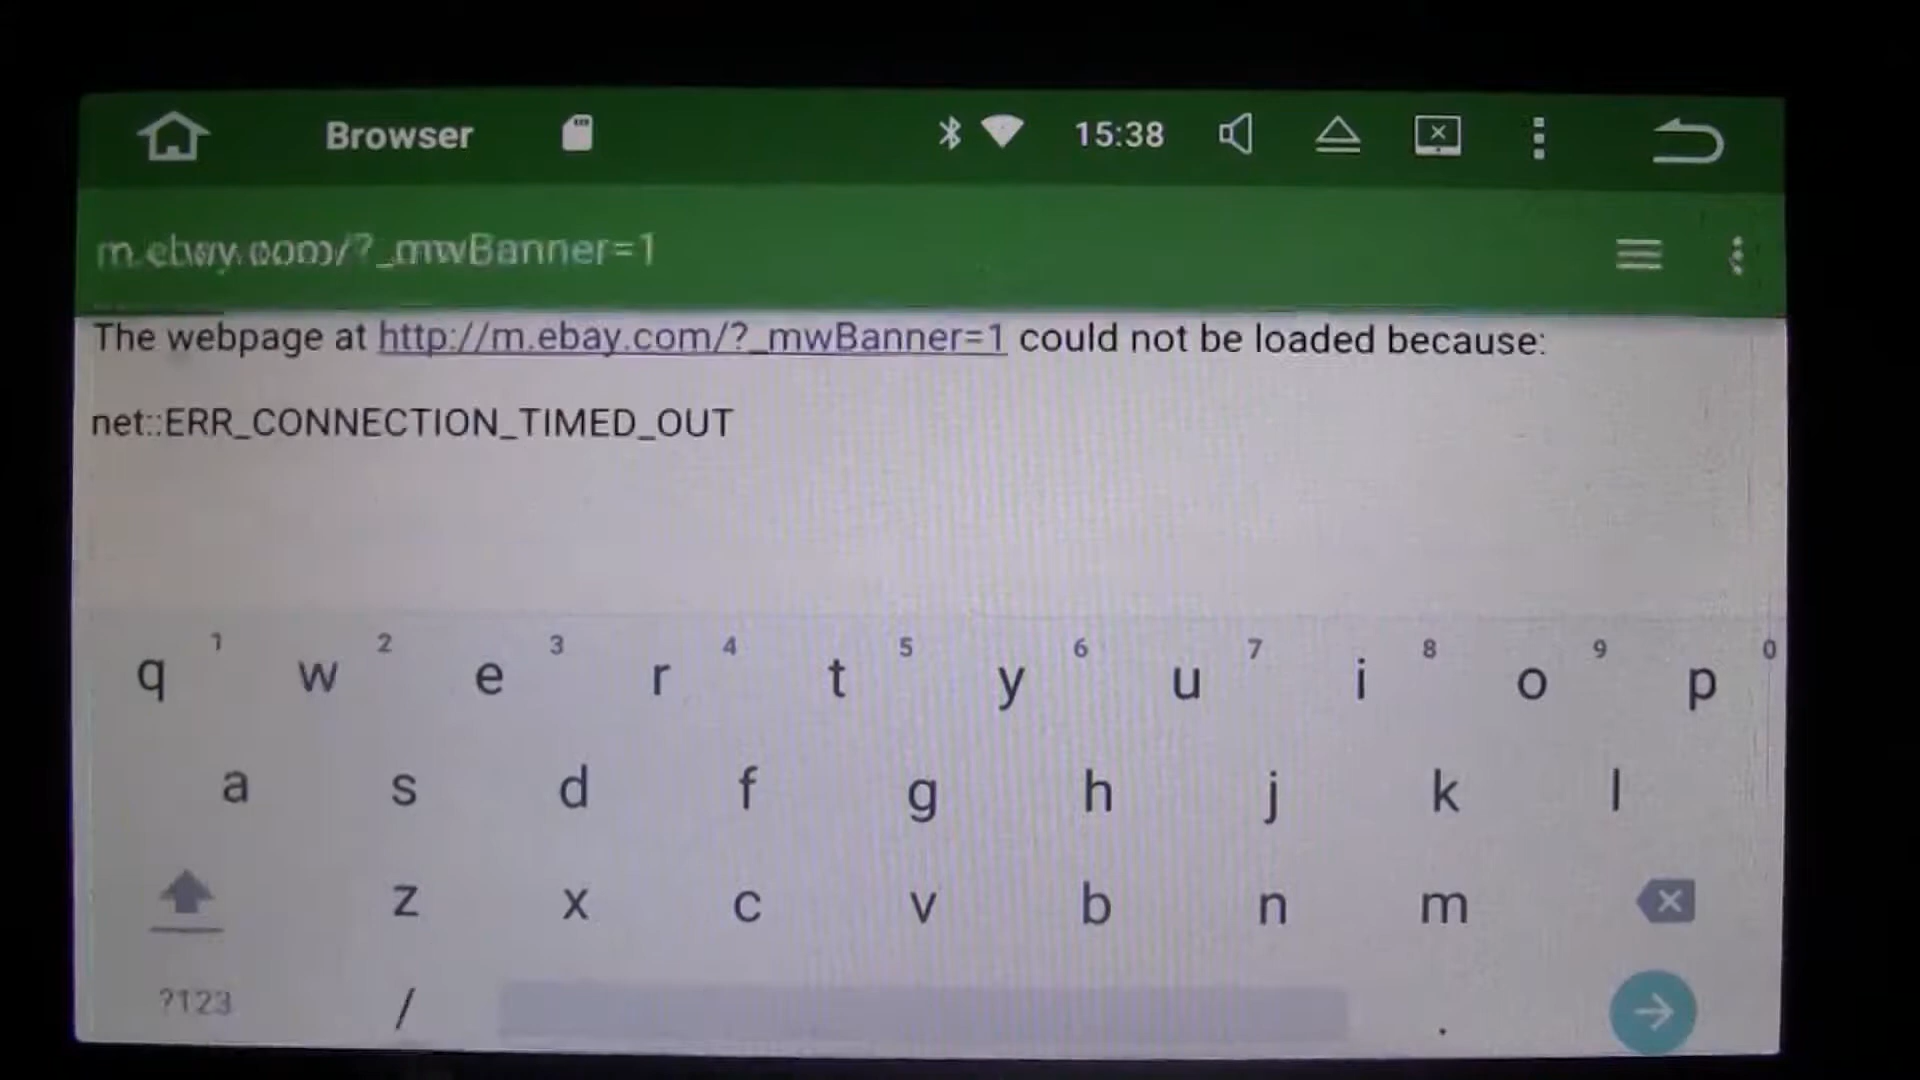 Browser 15:38
m.ebay.com/?_mwBanner=1
The webpage at http://m.ebay.com/?_mwBanner=1 could not be loaded because:
net::ERR_CONNECTION_TIMED_OUT
1 2 3 4 5 6 7 8 9 0
q w e r t y u i o p
a s d f g h j k l
z x c v b n m
?123 / .